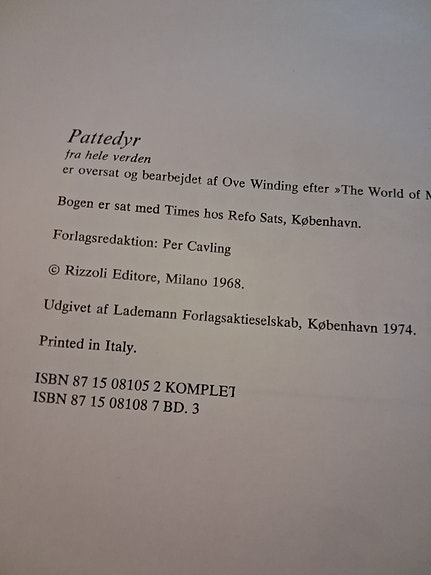 Pattedyr
fra hele verden
er oversat og bearbejdet af Ove Winding efter »The World of
Bogen er sat med Times hos Refo Sats, København.
Forlagsredaktion: Per Cavling
© Rizzoli Editore, Milano 1968.
Udgivet af Lademann Forlagsaktieselskab, København 1974.
Printed in Italy.
ISBN 87 15 08105 2 KOMPLET
ISBN 87 15 08108 7 BD. 3